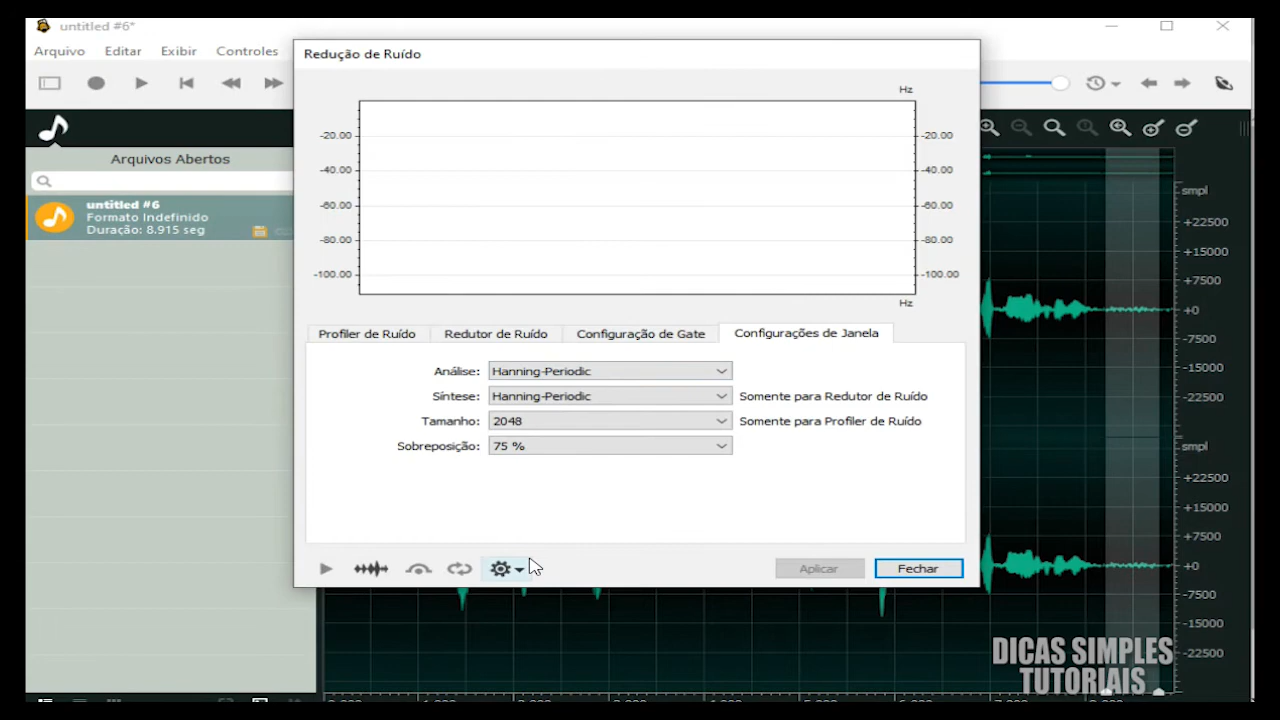 untitled #6*
Arquivo
Editar
Exibir
Controles
Redução de Ruído
Arquivos Abertos
untitled #6
Formato Indefinido
Duração: 8.915 seg
Hz
-20.00
-20.00
-40.00
-40.00
-60.00
-60.00
-80.00
-80.00
-100.00
-100.00
Hz
Profiler de Ruído
Redutor de Ruído
Configuração de Gate
Configurações de Janela
Análise: Hanning-Periodic
Síntese: Hanning-Periodic Somente para Redutor de Ruído
Tamanho: 2048 Somente para Profiler de Ruído
Sobreposição: 75 %
Aplicar
Fechar
smpl
+22500
+15000
+7500
+0
-7500
-15000
-22500
smpl
+22500
+15000
+7500
+0
-7500
-15000
-22500
DICAS SIMPLES
TUTORIAIS